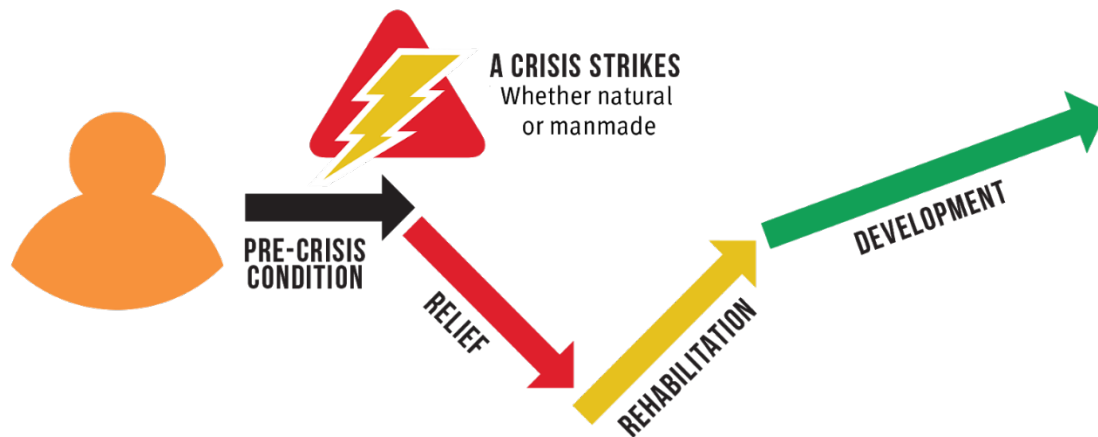 A CRISIS STRIKES
Whether natural
or manmade
PRE-CRISIS
CONDITION
RELIEF
REHABILITATION
DEVELOPMENT